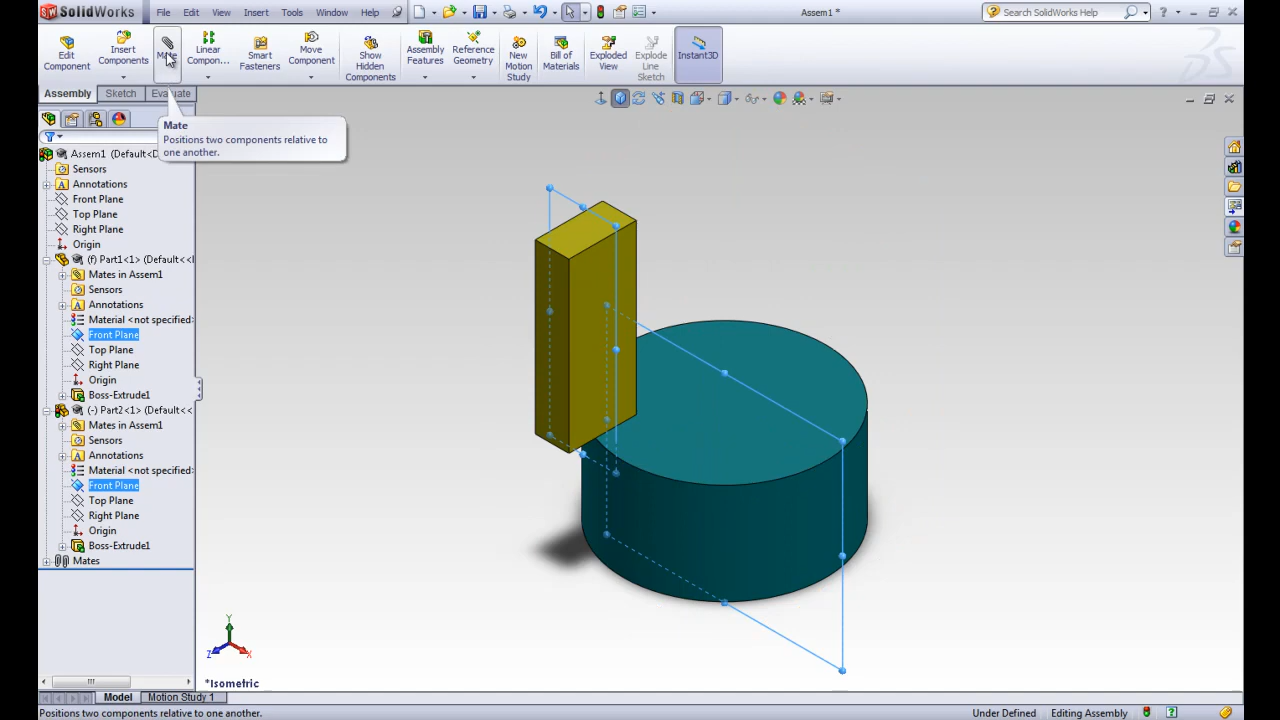 SolidWorks
File Edit View Insert Tools Window Help
Assem1 *
Search SolidWorks Forums
Edit Component
Insert Components
Mate
Linear Compon...
Smart Fasteners
Move Component
Show Hidden Components
Assembly Features
Reference Geometry
New Motion Study
Bill of Materials
Exploded View
Explode Line Sketch
Instant3D
Assembly Sketch Evaluate
Mate
Positions two components relative to
one another.
Assem1 (Default<D
Sensors
Annotations
Front Plane
Top Plane
Right Plane
Origin
(f) Part1<1> (Default<<
Mates in Assem1
Sensors
Annotations
Material <not specified>
Front Plane
Top Plane
Right Plane
Origin
Boss-Extrude1
(-) Part2<1> (Default<<
Mates in Assem1
Sensors
Annotations
Material <not specified>
Front Plane
Top Plane
Right Plane
Origin
Boss-Extrude1
Mates
Y
Z
X
*Isometric
Model Motion Study 1
Positions two components relative to one another.
Under Defined Editing Assembly